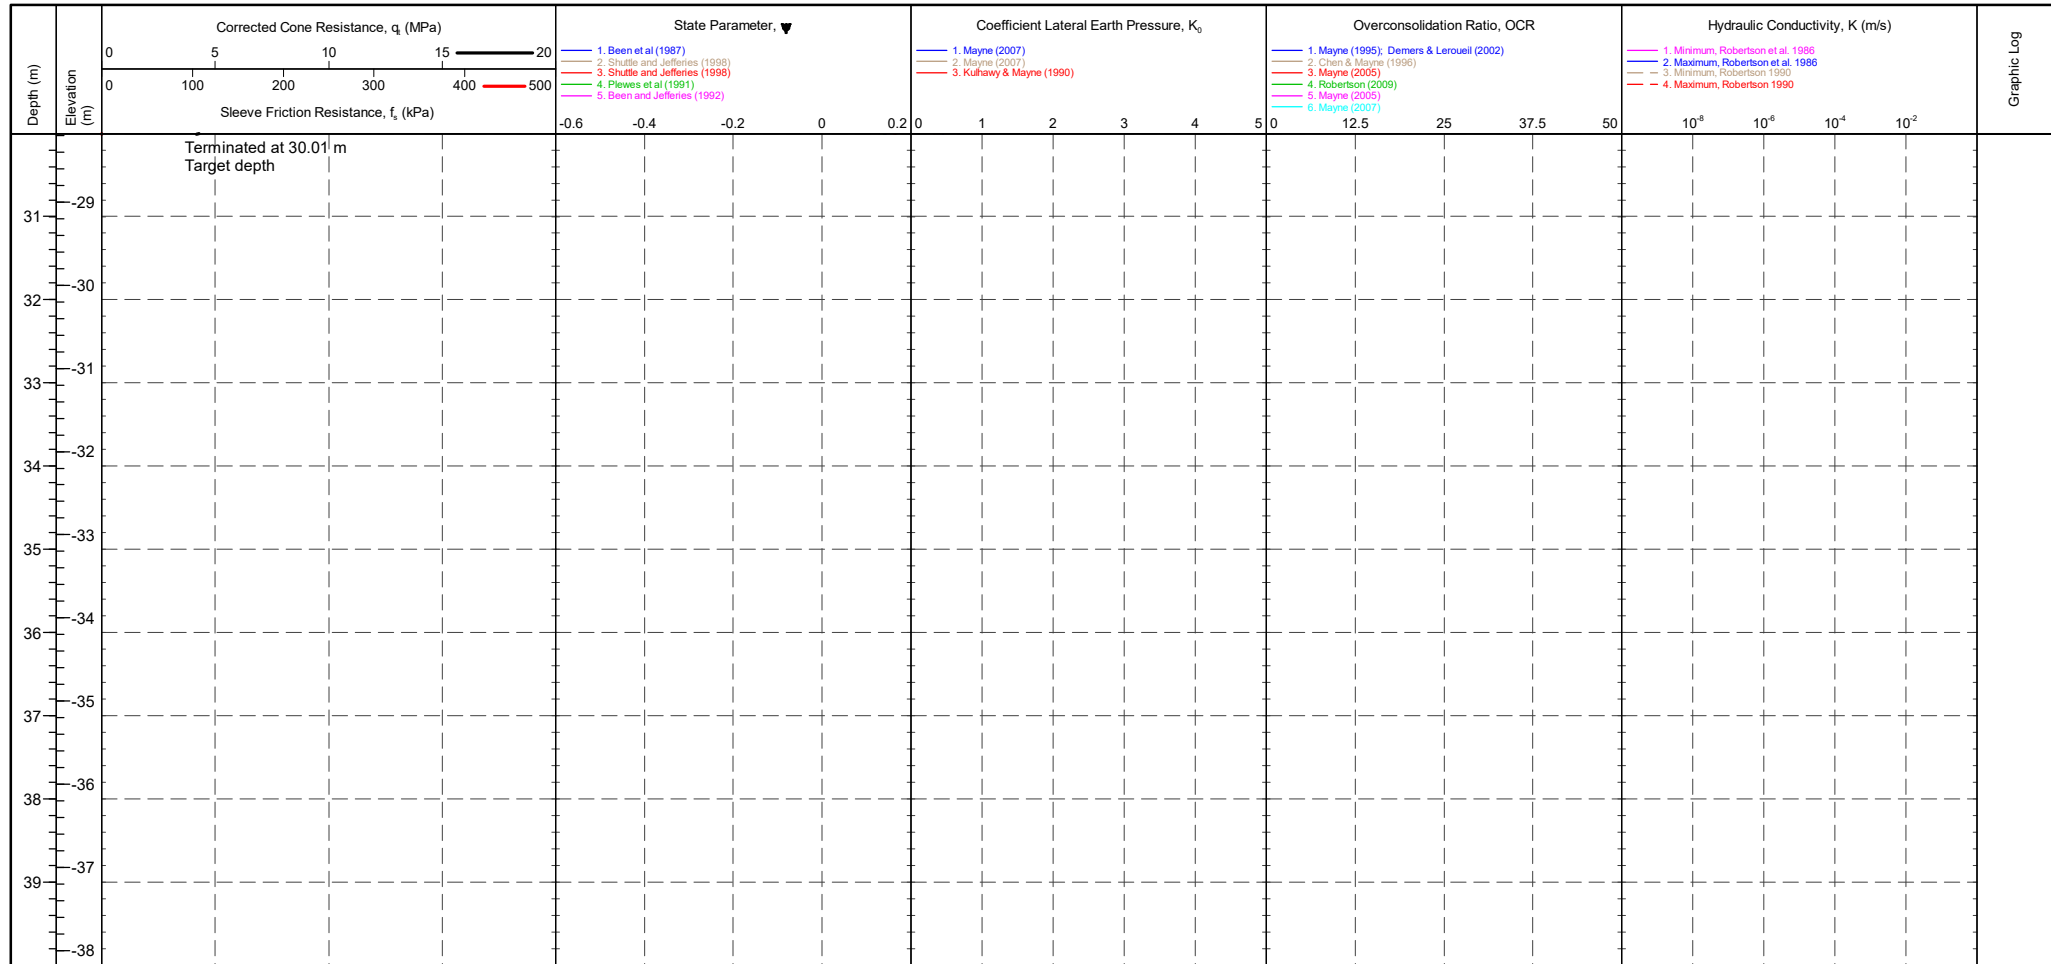 Depth (m)
Elevation (m)
Corrected Cone Resistance, qt (MPa)
0 5 10 15 20
0 100 200 300 400 500
Sleeve Friction Resistance, fs (kPa)
State Parameter, Ψ
1. Been et al (1987)
2. Shuttle and Jefferies (1998)
3. Shuttle and Jefferies (1998)
4. Plewes et al (1991)
5. Been and Jefferies (1992)
-0.6 -0.4 -0.2 0 0.2
Coefficient Lateral Earth Pressure, K0
1. Mayne (2007)
2. Mayne (2007)
3. Kulhawy & Mayne (1990)
0 1 2 3 4 5
Overconsolidation Ratio, OCR
1. Mayne (1995); Demers & Leroueil (2002)
2. Chen & Mayne (1996)
3. Mayne (2005)
4. Robertson (2009)
5. Mayne (2005)
6. Mayne (2007)
0 12.5 25 37.5 50
Hydraulic Conductivity, K (m/s)
1. Minimum, Robertson et al. 1986
2. Maximum, Robertson et al. 1986
3. Minimum, Robertson 1990
4. Maximum, Robertson 1990
10-8 10-6 10-4 10-2
Graphic Log
Terminated at 30.01 m
Target depth
-29
31
-30
32
-31
33
-32
34
-33
35
-34
36
-35
37
-36
38
-37
39
-38